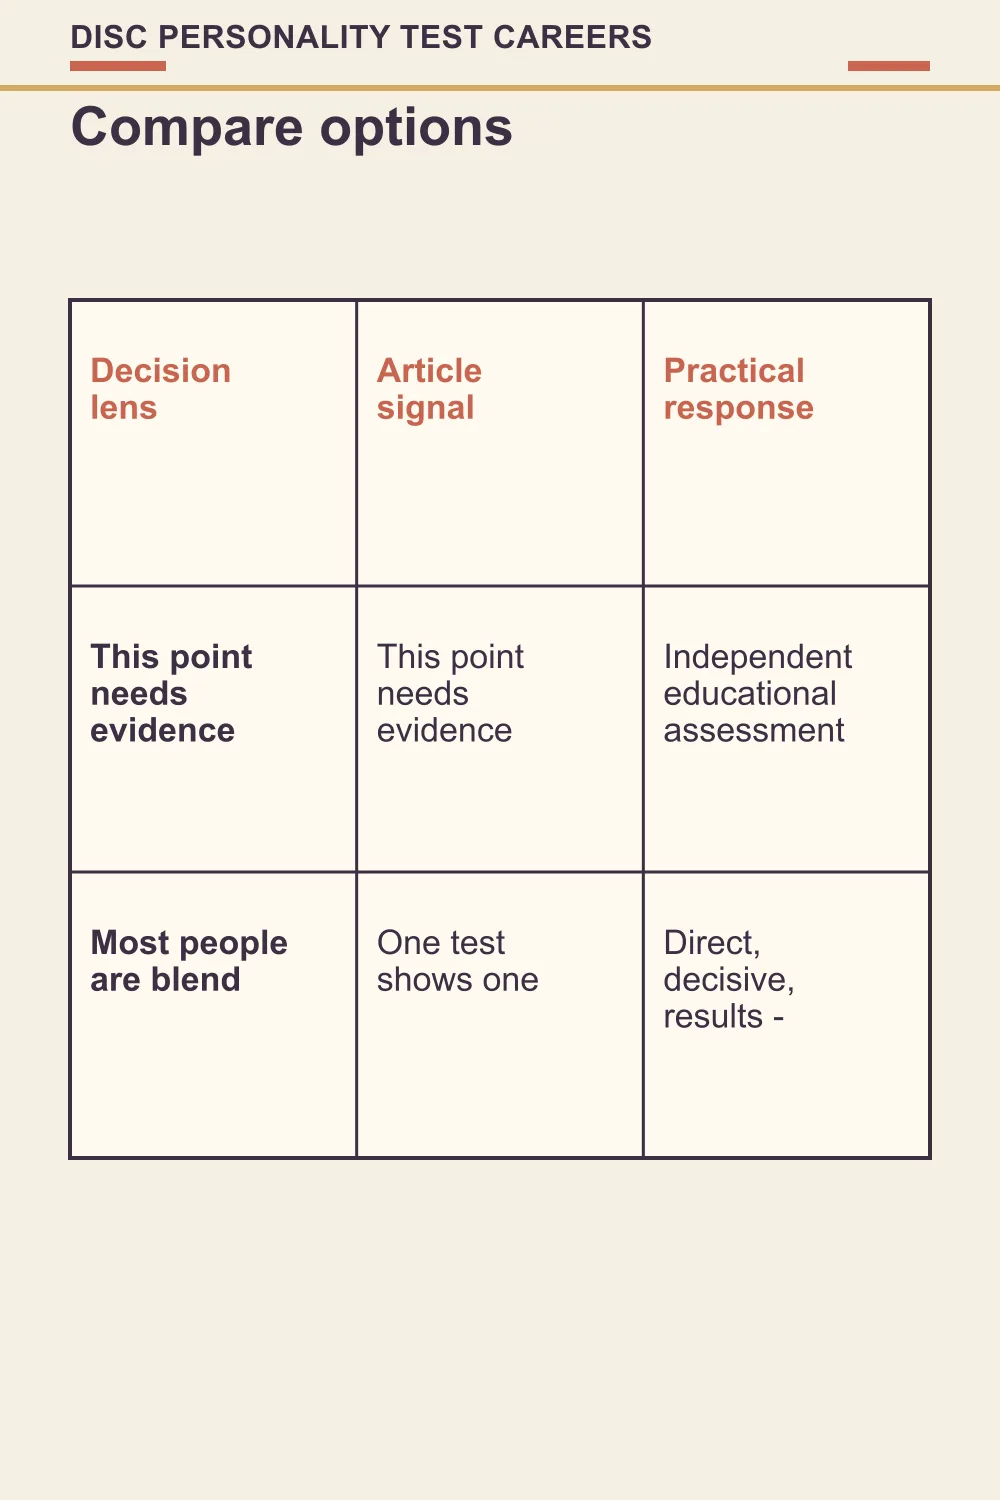 DISC PERSONALITY TEST CAREERS
Compare options
Decision
lens
Article
signal
Practical
response
This point
needs
evidence
This point
needs
evidence
Independent
educational
assessment
Most people
are blend
One test
shows one
Direct,
decisive,
results -